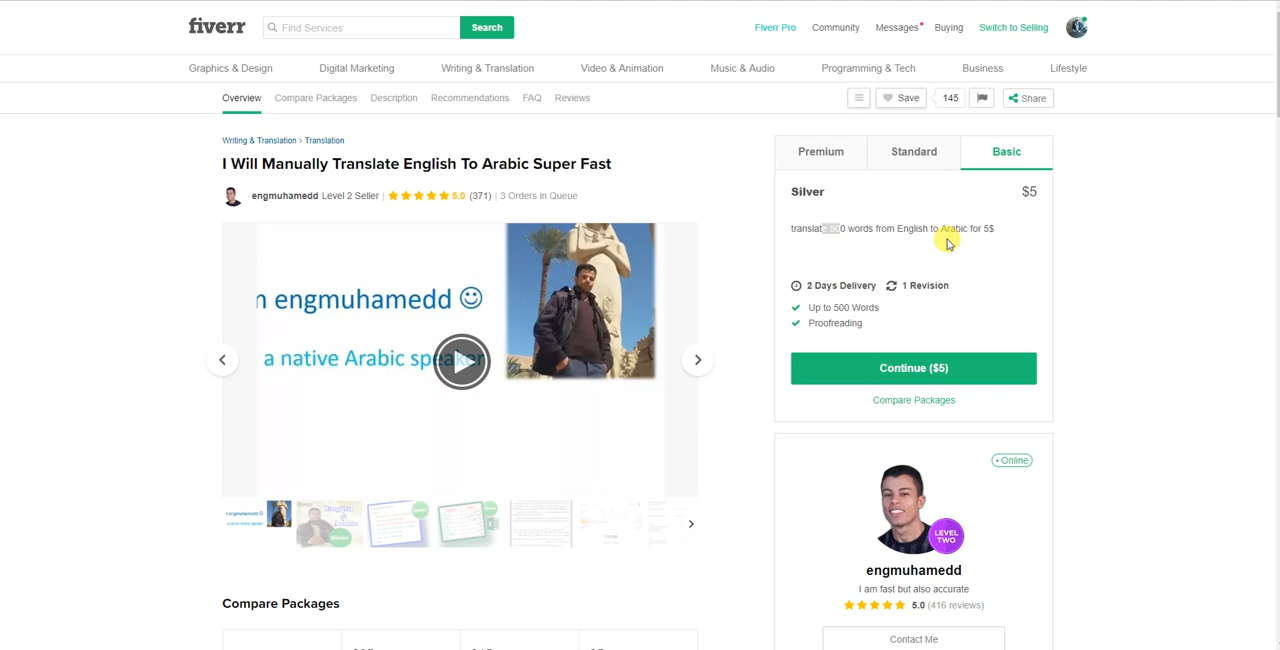 fiverr
Find Services
Search
Fiverr Pro
Community
Messages
Buying
Switch to Selling
Graphics & Design
Digital Marketing
Writing & Translation
Video & Animation
Music & Audio
Programming & Tech
Business
Lifestyle
Overview
Compare Packages
Description
Recommendations
FAQ
Reviews
Save
145
Share
Writing & Translation › Translation
I Will Manually Translate English To Arabic Super Fast
engmuhamedd Level 2 Seller | 5.0 (371) | 3 Orders in Queue
n engmuhamedd
a native Arabic speaker
Compare Packages
Premium
Standard
Basic
Silver
$5
translate 500 words from English to Arabic for 5$
2 Days Delivery
1 Revision
Up to 500 Words
Proofreading
Continue ($5)
Compare Packages
• Online
LEVEL
TWO
engmuhamedd
I am fast but also accurate
5.0 (416 reviews)
Contact Me